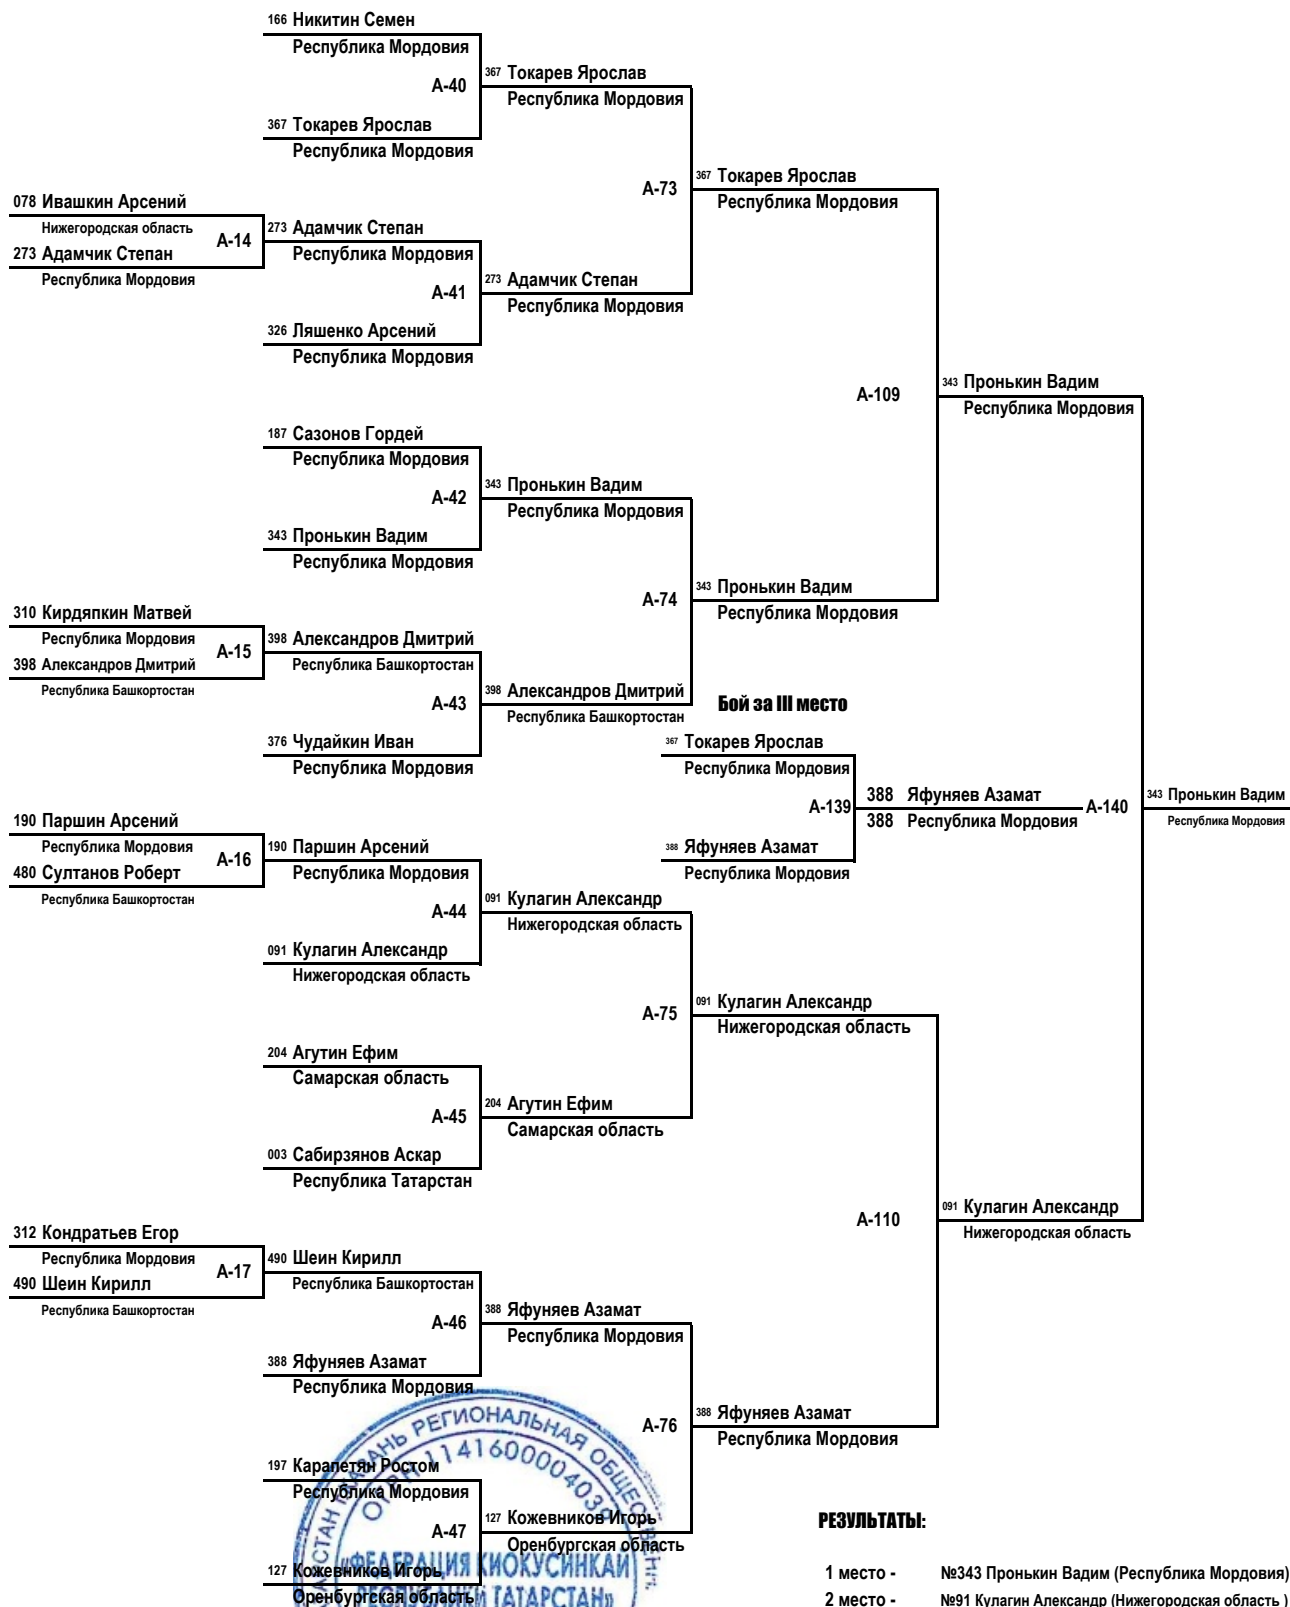 166 Никитин Семен
Республика Мордовия
A-40
367 Токарев Ярослав
Республика Мордовия
367 Токарев Ярослав
Республика Мордовия
A-73
367 Токарев Ярослав
Республика Мордовия
078 Ивашкин Арсений
Нижегородская область
A-14
273 Адамчик Степан
Республика Мордовия
273 Адамчик Степан
Республика Мордовия
A-41
273 Адамчик Степан
Республика Мордовия
326 Ляшенко Арсений
Республика Мордовия
A-109
343 Пронькин Вадим
Республика Мордовия
187 Сазонов Гордей
Республика Мордовия
A-42
343 Пронькин Вадим
Республика Мордовия
343 Пронькин Вадим
Республика Мордовия
A-74
343 Пронькин Вадим
Республика Мордовия
310 Кирдяпкин Матвей
Республика Мордовия
A-15
398 Александров Дмитрий
Республика Башкортостан
398 Александров Дмитрий
Республика Башкортостан
A-43
398 Александров Дмитрий
Республика Башкортостан
376 Чудайкин Иван
Республика Мордовия
Бой за III место
367 Токарев Ярослав
Республика Мордовия
A-139
388 Яфуняев Азамат
388 Республика Мордовия
388 Яфуняев Азамат
Республика Мордовия
A-140
343 Пронькин Вадим
Республика Мордовия
190 Паршин Арсений
Республика Мордовия
A-16
480 Султанов Роберт
Республика Башкортостан
190 Паршин Арсений
Республика Мордовия
A-44
091 Кулагин Александр
Нижегородская область
091 Кулагин Александр
Нижегородская область
A-75
091 Кулагин Александр
Нижегородская область
204 Агутин Ефим
Самарская область
A-45
204 Агутин Ефим
Самарская область
003 Сабирзянов Аскар
Республика Татарстан
A-110
091 Кулагин Александр
Нижегородская область
312 Кондратьев Егор
Республика Мордовия
A-17
490 Шеин Кирилл
Республика Башкортостан
490 Шеин Кирилл
Республика Башкортостан
A-46
388 Яфуняев Азамат
Республика Мордовия
388 Яфуняев Азамат
Республика Мордовия
A-76
388 Яфуняев Азамат
Республика Мордовия
197 Карапетян Ростом
Республика Мордовия
A-47
127 Кожевников Игорь
Оренбургская область
127 Кожевников Игорь
Оренбургская область
РЕГИОНАЛЬНАЯ
ОГРН 1141600004039
«ФЕДЕРАЦИЯ КИОКУСИНКАЙ
РЕСПУБЛИКИ ТАТАРСТАН»
РЕЗУЛЬТАТЫ:
1 место - №343 Пронькин Вадим (Республика Мордовия)
2 место - №91 Кулагин Александр (Нижегородская область )